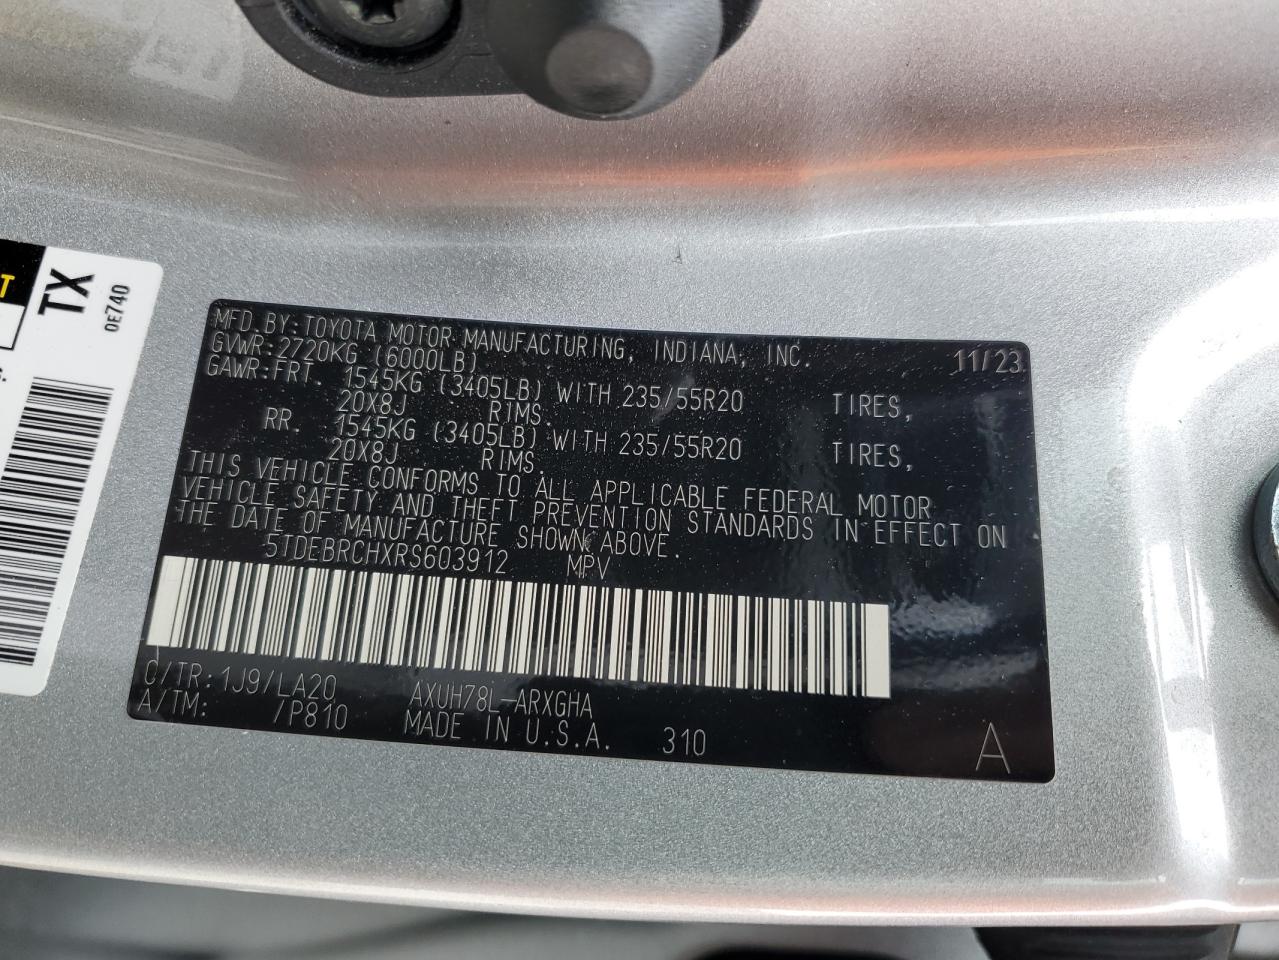 T
TX
0E740
MFD.BY:TOYOTA MOTOR MANUFACTURING, INDIANA, INC. 11/23
GVWR:2720KG (6000LB)
GAWR:FRT. 1545KG (3405LB) WITH 235/55R20 TIRES,
20X8J RIMS.
RR. 1545KG (3405LB) WITH 235/55R20 TIRES,
20X8J RIMS.
THIS VEHICLE CONFORMS TO ALL APPLICABLE FEDERAL MOTOR
VEHICLE SAFETY AND THEFT PREVENTION STANDARDS IN EFFECT ON
THE DATE OF MANUFACTURE SHOWN ABOVE.
5TDEBRCHXRS603912 MPV
C/TR:1J9/LA20 AXUH78L-ARXGHA
A/TM: /P810 MADE IN U.S.A. 310 A